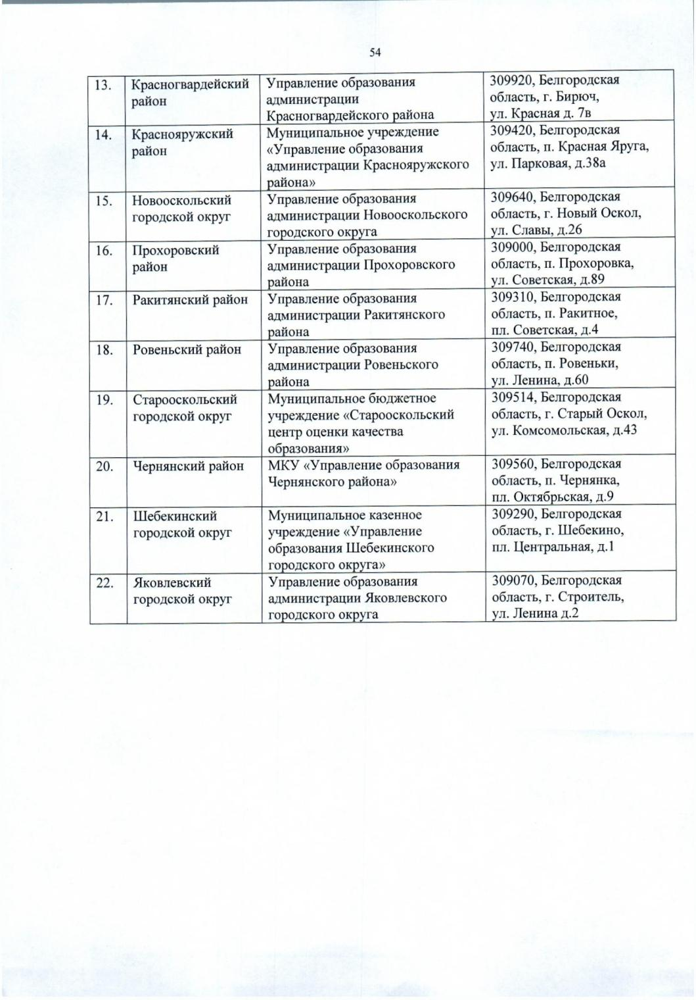 54
13. Красногвардейский район
Управление образования
администрации
Красногвардейского района
309920, Белгородская
область, г. Бирюч,
ул. Красная д. 7в
14. Краснояружский район
Муниципальное учреждение
«Управление образования
администрации Краснояружского
района»
309420, Белгородская
область, п. Красная Яруга,
ул. Парковая, д.38а
15. Новооскольский
городской округ
Управление образования
администрации Новооскольского
городского округа
309640, Белгородская
область, г. Новый Оскол,
ул. Славы, д.26
16. Прохоровский
район
Управление образования
администрации Прохоровского
района
309000, Белгородская
область, п. Прохоровка,
ул. Советская, д.89
17. Ракитянский район
Управление образования
администрации Ракитянского
района
309310, Белгородская
область, п. Ракитное,
пл. Советская, д.4
18. Ровеньский район
Управление образования
администрации Ровеньского
района
309740, Белгородская
область, п. Ровеньки,
ул. Ленина, д.60
19. Старооскольский
городской округ
Муниципальное бюджетное
учреждение «Старооскольский
центр оценки качества
образования»
309514, Белгородская
область, г. Старый Оскол,
ул. Комсомольская, д.43
20. Чернянский район
МКУ «Управление образования
Чернянского района»
309560, Белгородская
область, п. Чернянка,
пл. Октябрьская, д.9
21. Шебекинский
городской округ
Муниципальное казенное
учреждение «Управление
образования Шебекинского
городского округа»
309290, Белгородская
область, г. Шебекино,
пл. Центральная, д.1
22. Яковлевский
городской округ
Управление образования
администрации Яковлевского
городского округа
309070, Белгородская
область, г. Строитель,
ул. Ленина д.2